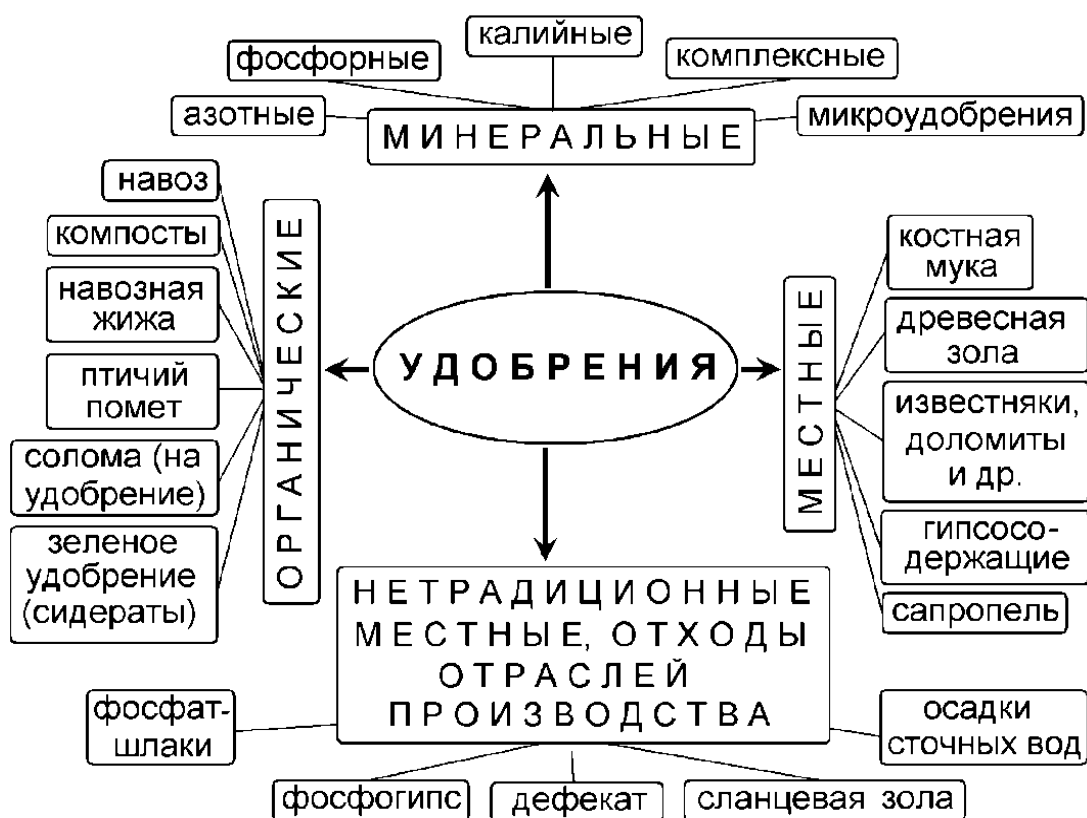 калийные
фосфорные
комплексные
азотные
МИНЕРАЛЬНЫЕ
микроудобрения
навоз
компосты
навозная
жижа
птичий
помет
солома (на
удобрение)
зеленое
удобрение
(сидераты)
ОРГАНИЧЕСКИЕ
УДОБРЕНИЯ
МЕСТНЫЕ
костная
мука
древесная
зола
известняки,
доломиты
и др.
гипсосо-
держащие
сапропель
НЕТРАДИЦИОННЫЕ
МЕСТНЫЕ, ОТХОДЫ
ОТРАСЛЕЙ
ПРОИЗВОДСТВА
фосфат-
шлаки
фосфогипс
дефекат
сланцевая зола
осадки
сточных вод